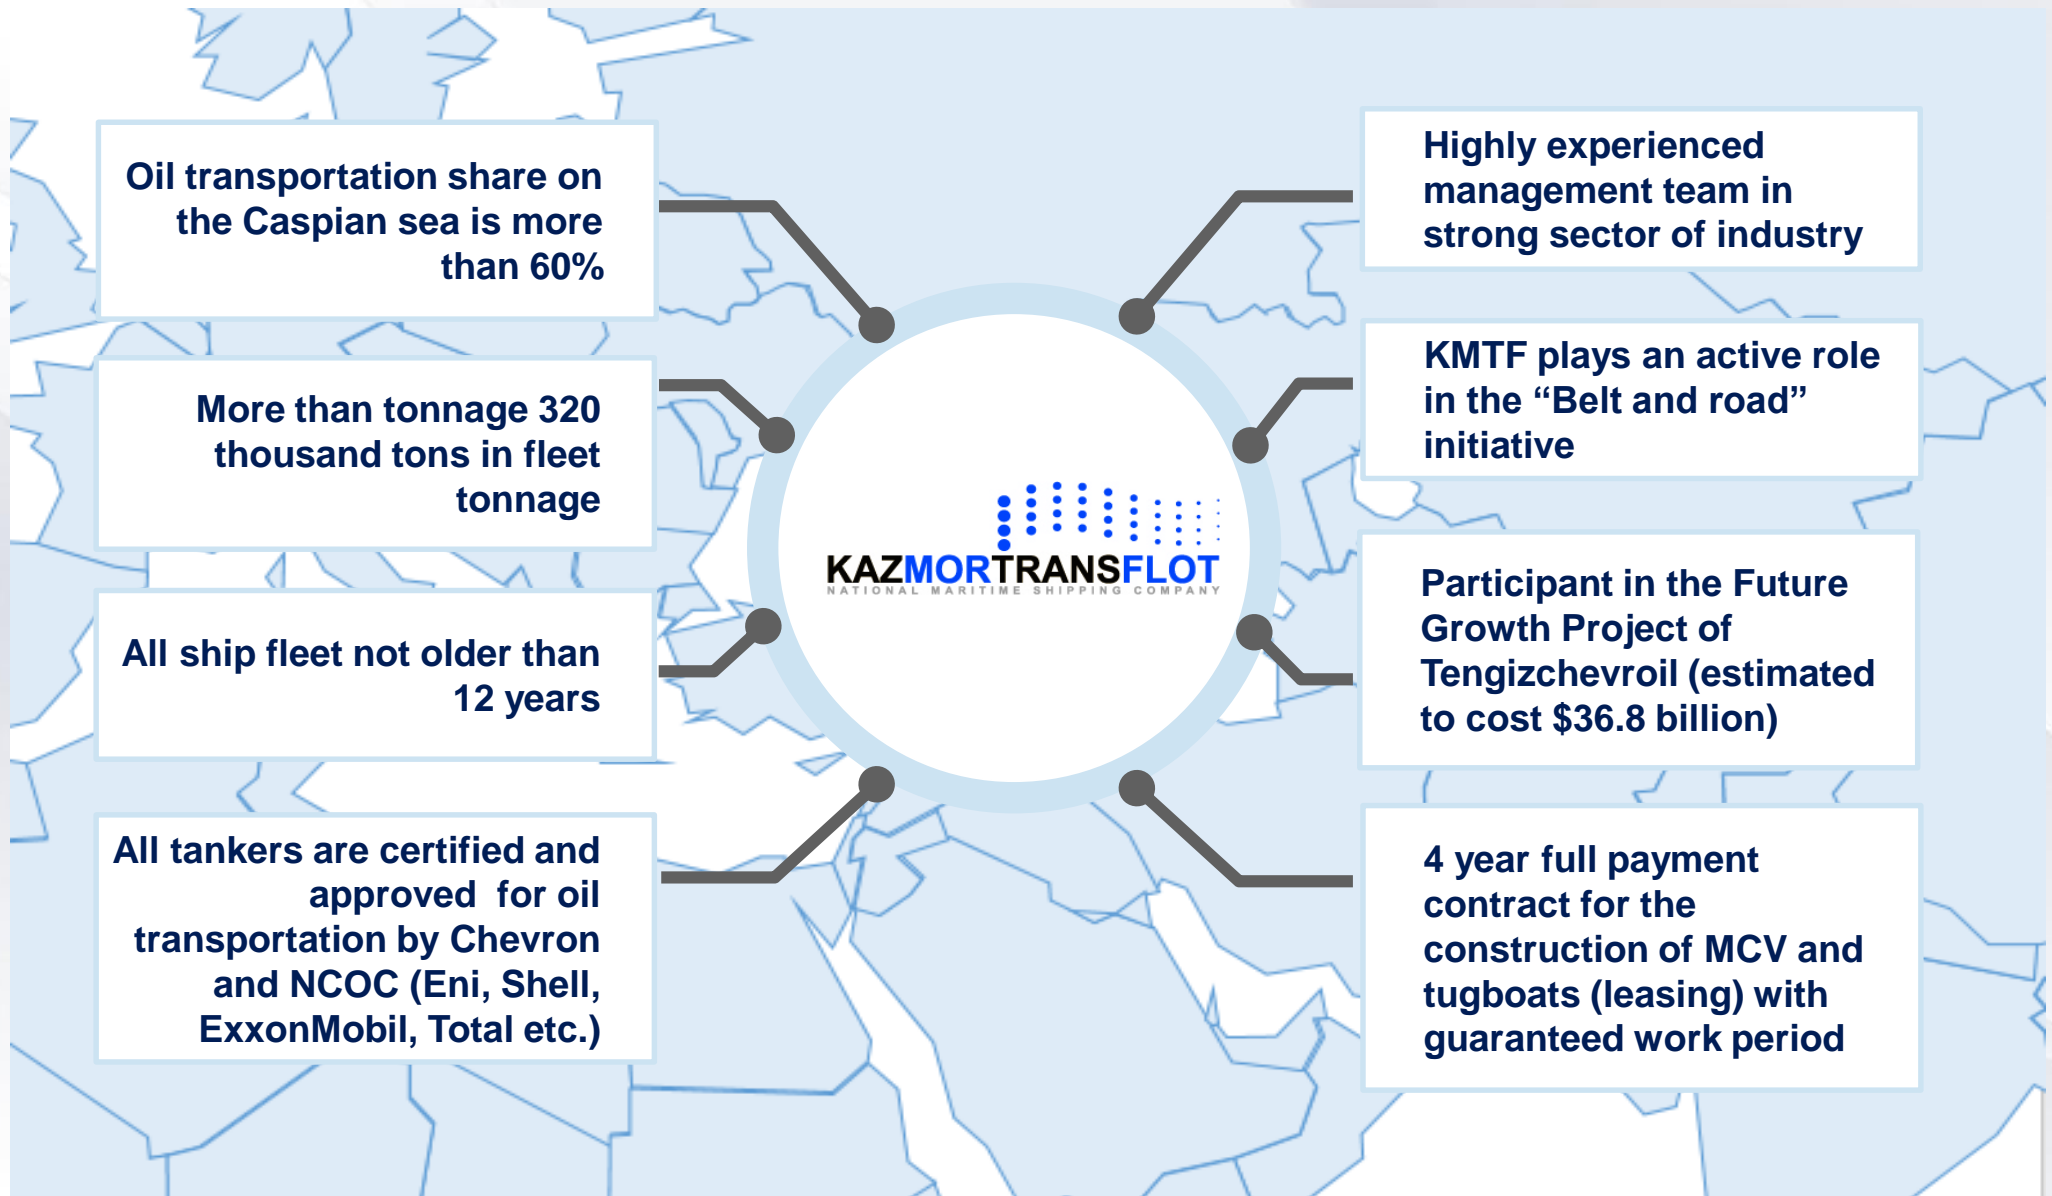 Oil transportation share on
the Caspian sea is more
than 60%
More than tonnage 320
thousand tons in fleet
tonnage
All ship fleet not older than
12 years
All tankers are certified and
approved  for oil
transportation by Chevron
and NCOC (Eni, Shell,
ExxonMobil, Total etc.)
KAZMORTRANSFLOT
NATIONAL MARITIME SHIPPING COMPANY
Highly experienced
management team in
strong sector of industry
KMTF plays an active role
in the “Belt and road”
initiative
Participant in the Future
Growth Project of
Tengizchevroil (estimated
to cost $36.8 billion)
4 year full payment
contract for the
construction of MCV and
tugboats (leasing) with
guaranteed work period